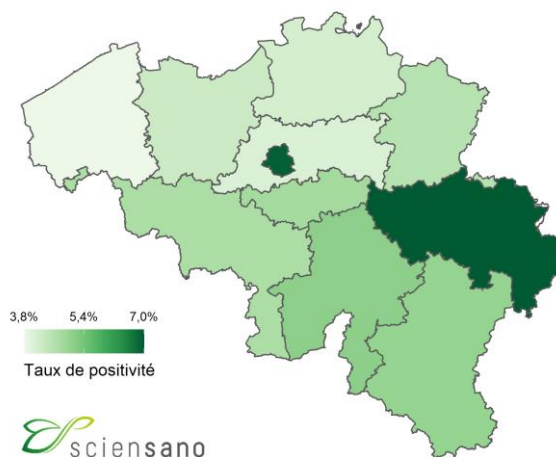 3,8% 5,4% 7,0%
Taux de positivité
sciensano